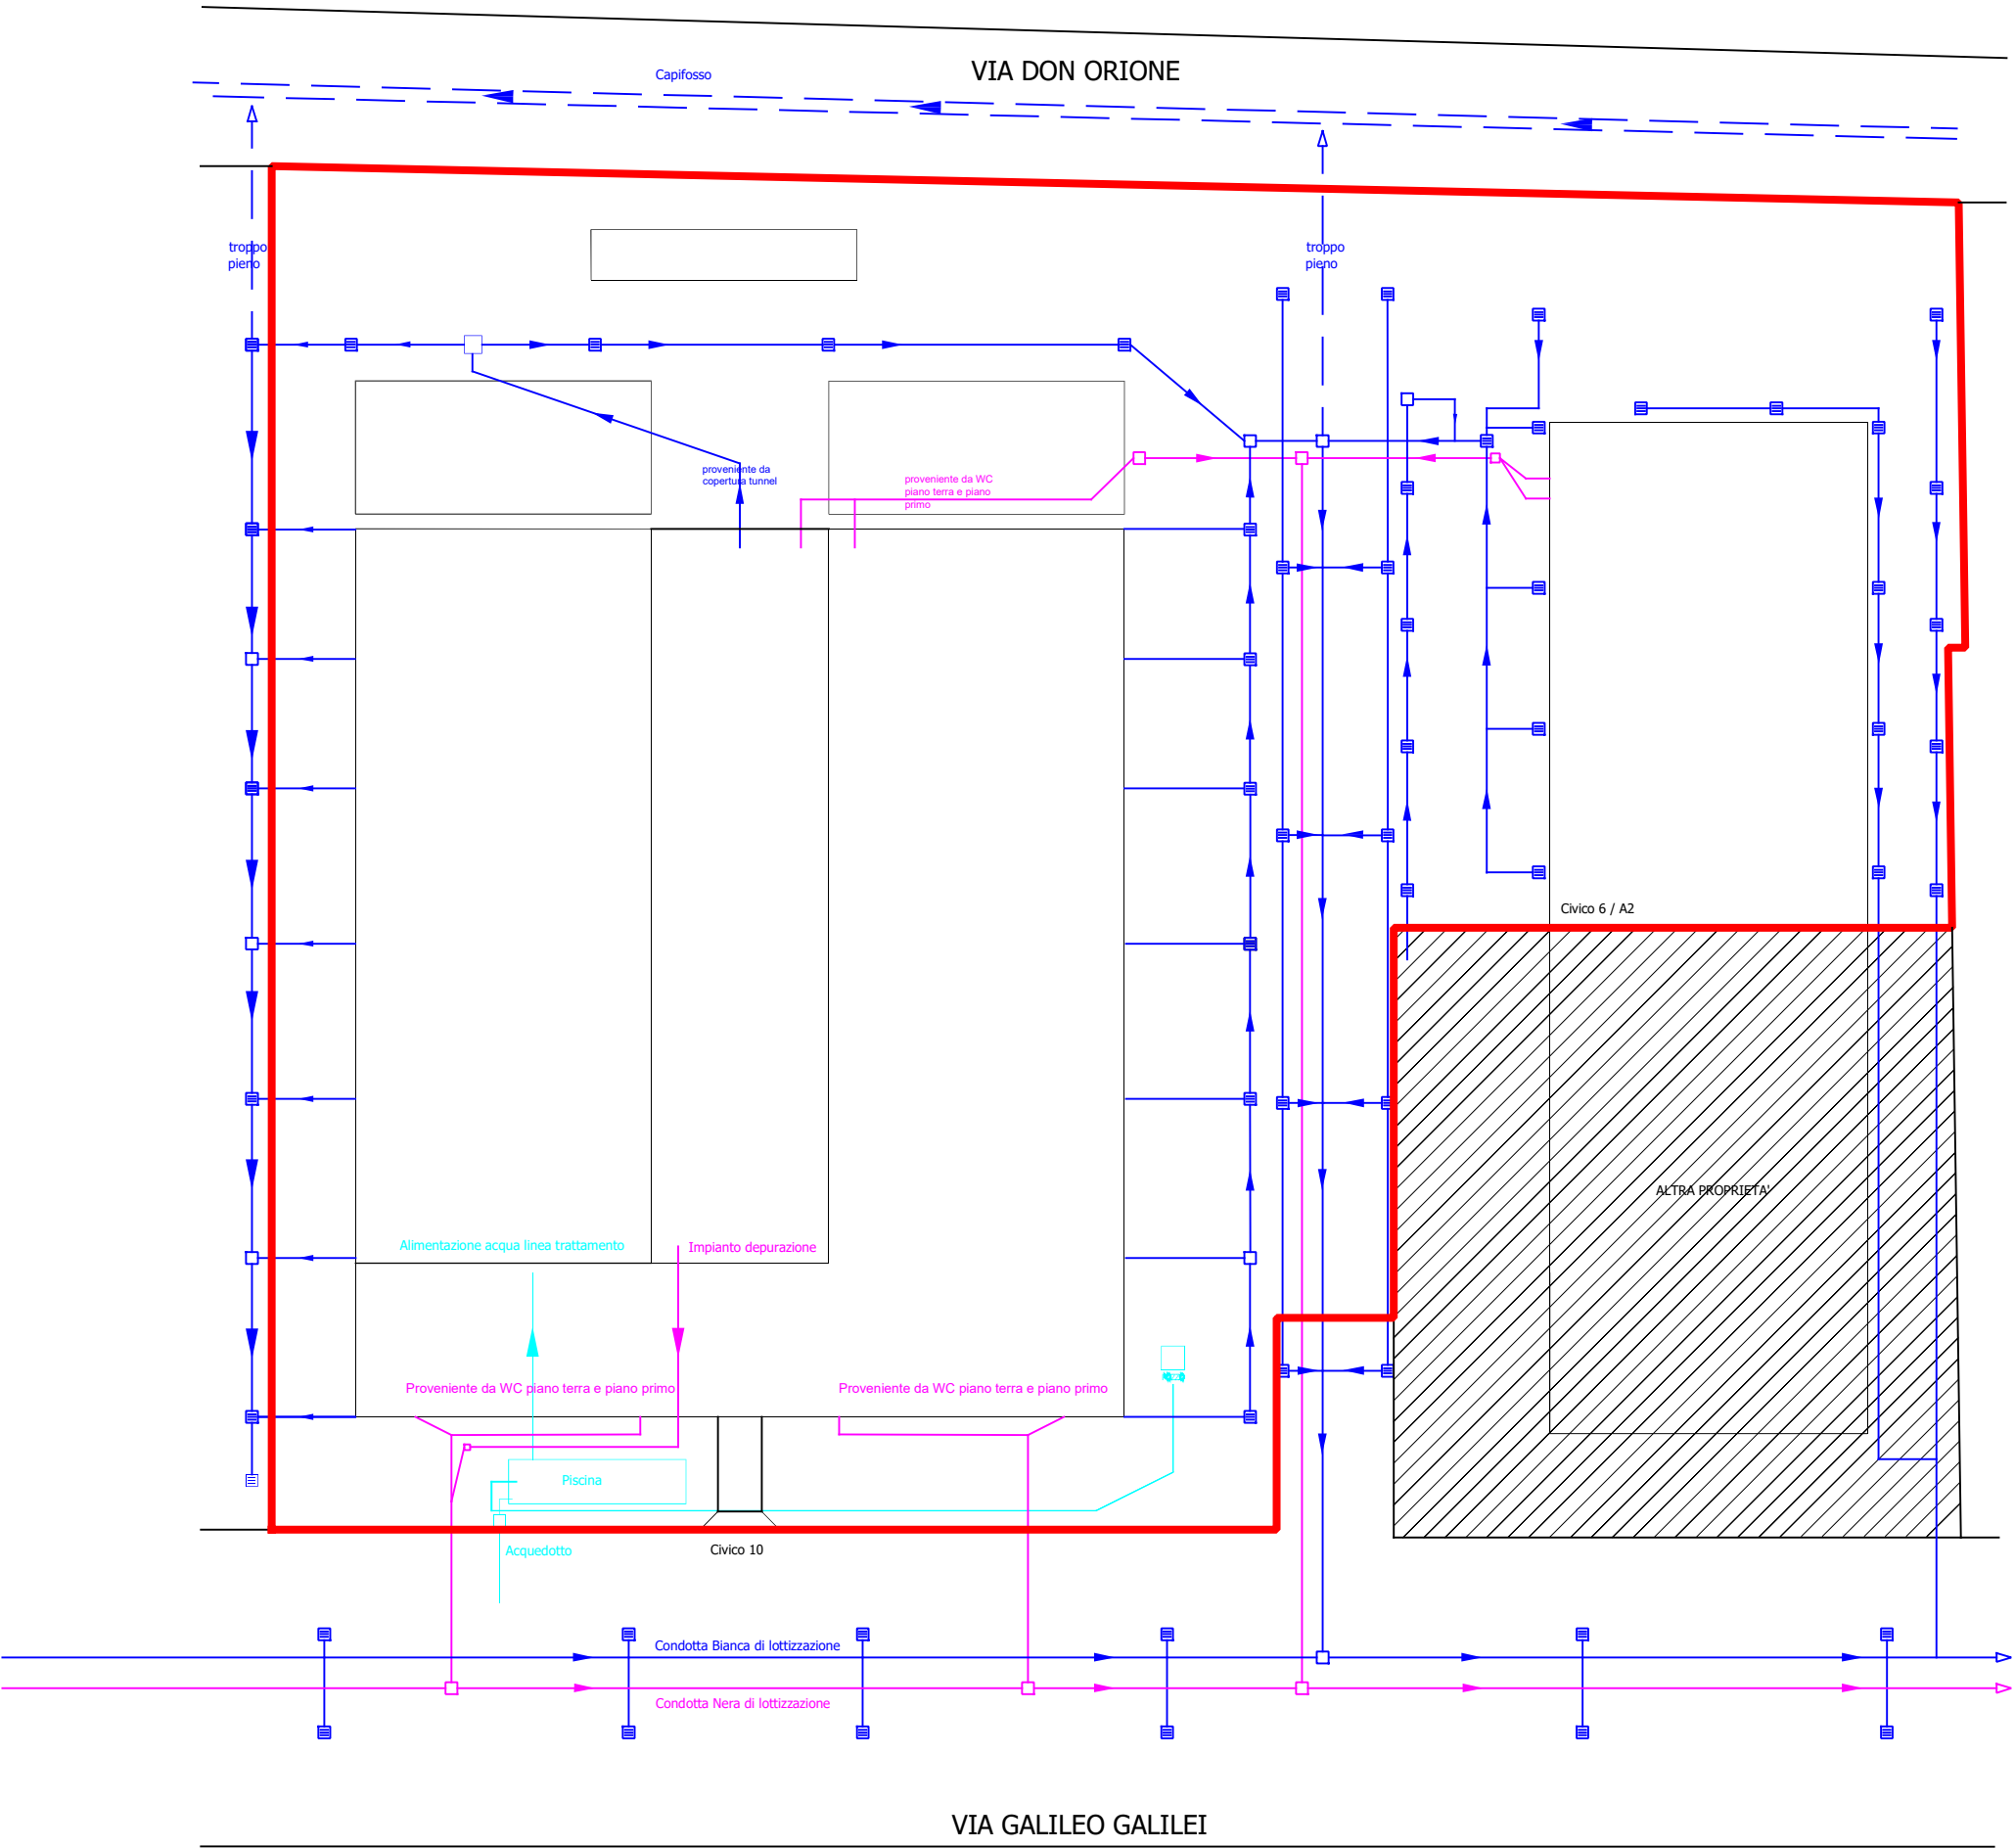 VIA DON ORIONE
Capifosso
troppo
pieno
troppo
pieno
proveniente da
copertura tunnel
proveniente da WC
piano terra e piano
primo
Civico 6 / A2
ALTRA PROPRIETA'
Alimentazione acqua linea trattamento
Impianto depurazione
Proveniente da WC piano terra e piano primo
Proveniente da WC piano terra e piano primo
Piscina
Acquedotto
Civico 10
Condotta Bianca di lottizzazione
Condotta Nera di lottizzazione
VIA GALILEO GALILEI